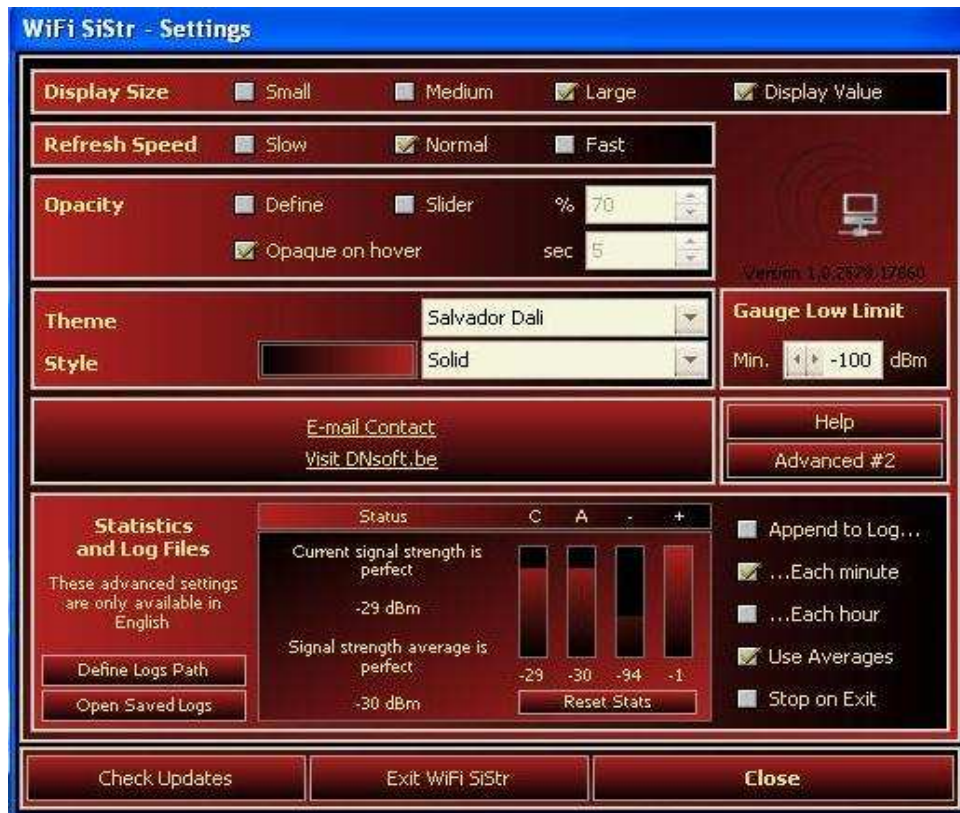 WiFi SiStr - Settings
Display Size Small Medium Large Display Value
Refresh Speed Slow Normal Fast
Opacity Define Slider % 70
Opaque on hover sec 5
Version 1.0.2679.17860
Theme Salvador Dali
Style Solid
Gauge Low Limit
Min. -100 dBm
E-mail Contact
Visit DNsoft.be
Help
Advanced #2
Statistics
and Log Files
These advanced settings
are only available in
English
Define Logs Path
Open Saved Logs
Status C A - +
Current signal strength is
perfect
-29 dBm
Signal strength average is
perfect
-30 dBm
-29 -30 -94 -1
Reset Stats
Append to Log...
...Each minute
...Each hour
Use Averages
Stop on Exit
Check Updates Exit WiFi SiStr Close